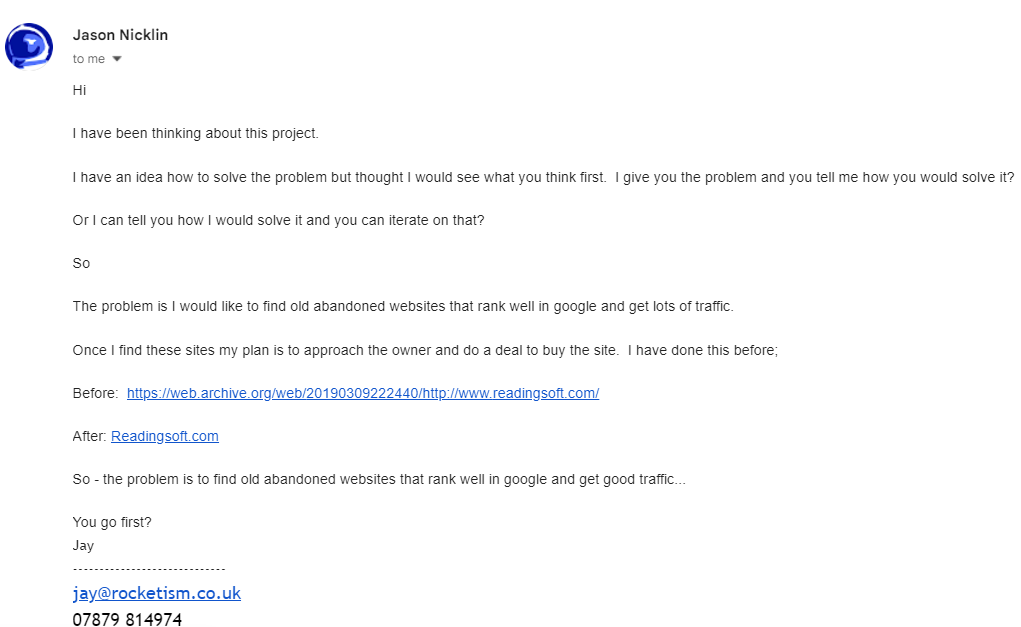 Jason Nicklin
to me
Hi
I have been thinking about this project.
I have an idea how to solve the problem but thought I would see what you think first.  I give you the problem and you tell me how you would solve it?
Or I can tell you how I would solve it and you can iterate on that?
So
The problem is I would like to find old abandoned websites that rank well in google and get lots of traffic.
Once I find these sites my plan is to approach the owner and do a deal to buy the site.  I have done this before;
Before:  https://web.archive.org/web/20190309222440/http://www.readingsoft.com/
After: Readingsoft.com
So - the problem is to find old abandoned websites that rank well in google and get good traffic...
You go first?
Jay
----------------------------
jay@rocketism.co.uk
07879 814974